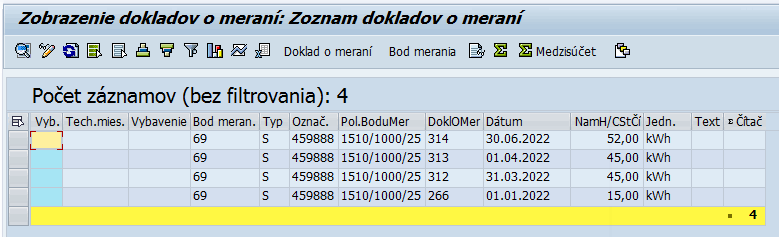 Zobrazenie dokladov o meraní: Zoznam dokladov o meraní
Doklad o meraní Bod merania Medzisúčet
Počet záznamov (bez filtrovania): 4
Vyb. Tech.mies. Vybavenie Bod meran. Typ Označ. Pol.BoduMer DoklOMer Dátum NamH/CStČí Jedn. Text Čítač
69 S 459888 1510/1000/25 314 30.06.2022 52,00 kWh
69 S 459888 1510/1000/25 313 01.04.2022 45,00 kWh
69 S 459888 1510/1000/25 312 31.03.2022 45,00 kWh
69 S 459888 1510/1000/25 266 01.01.2022 15,00 kWh
4